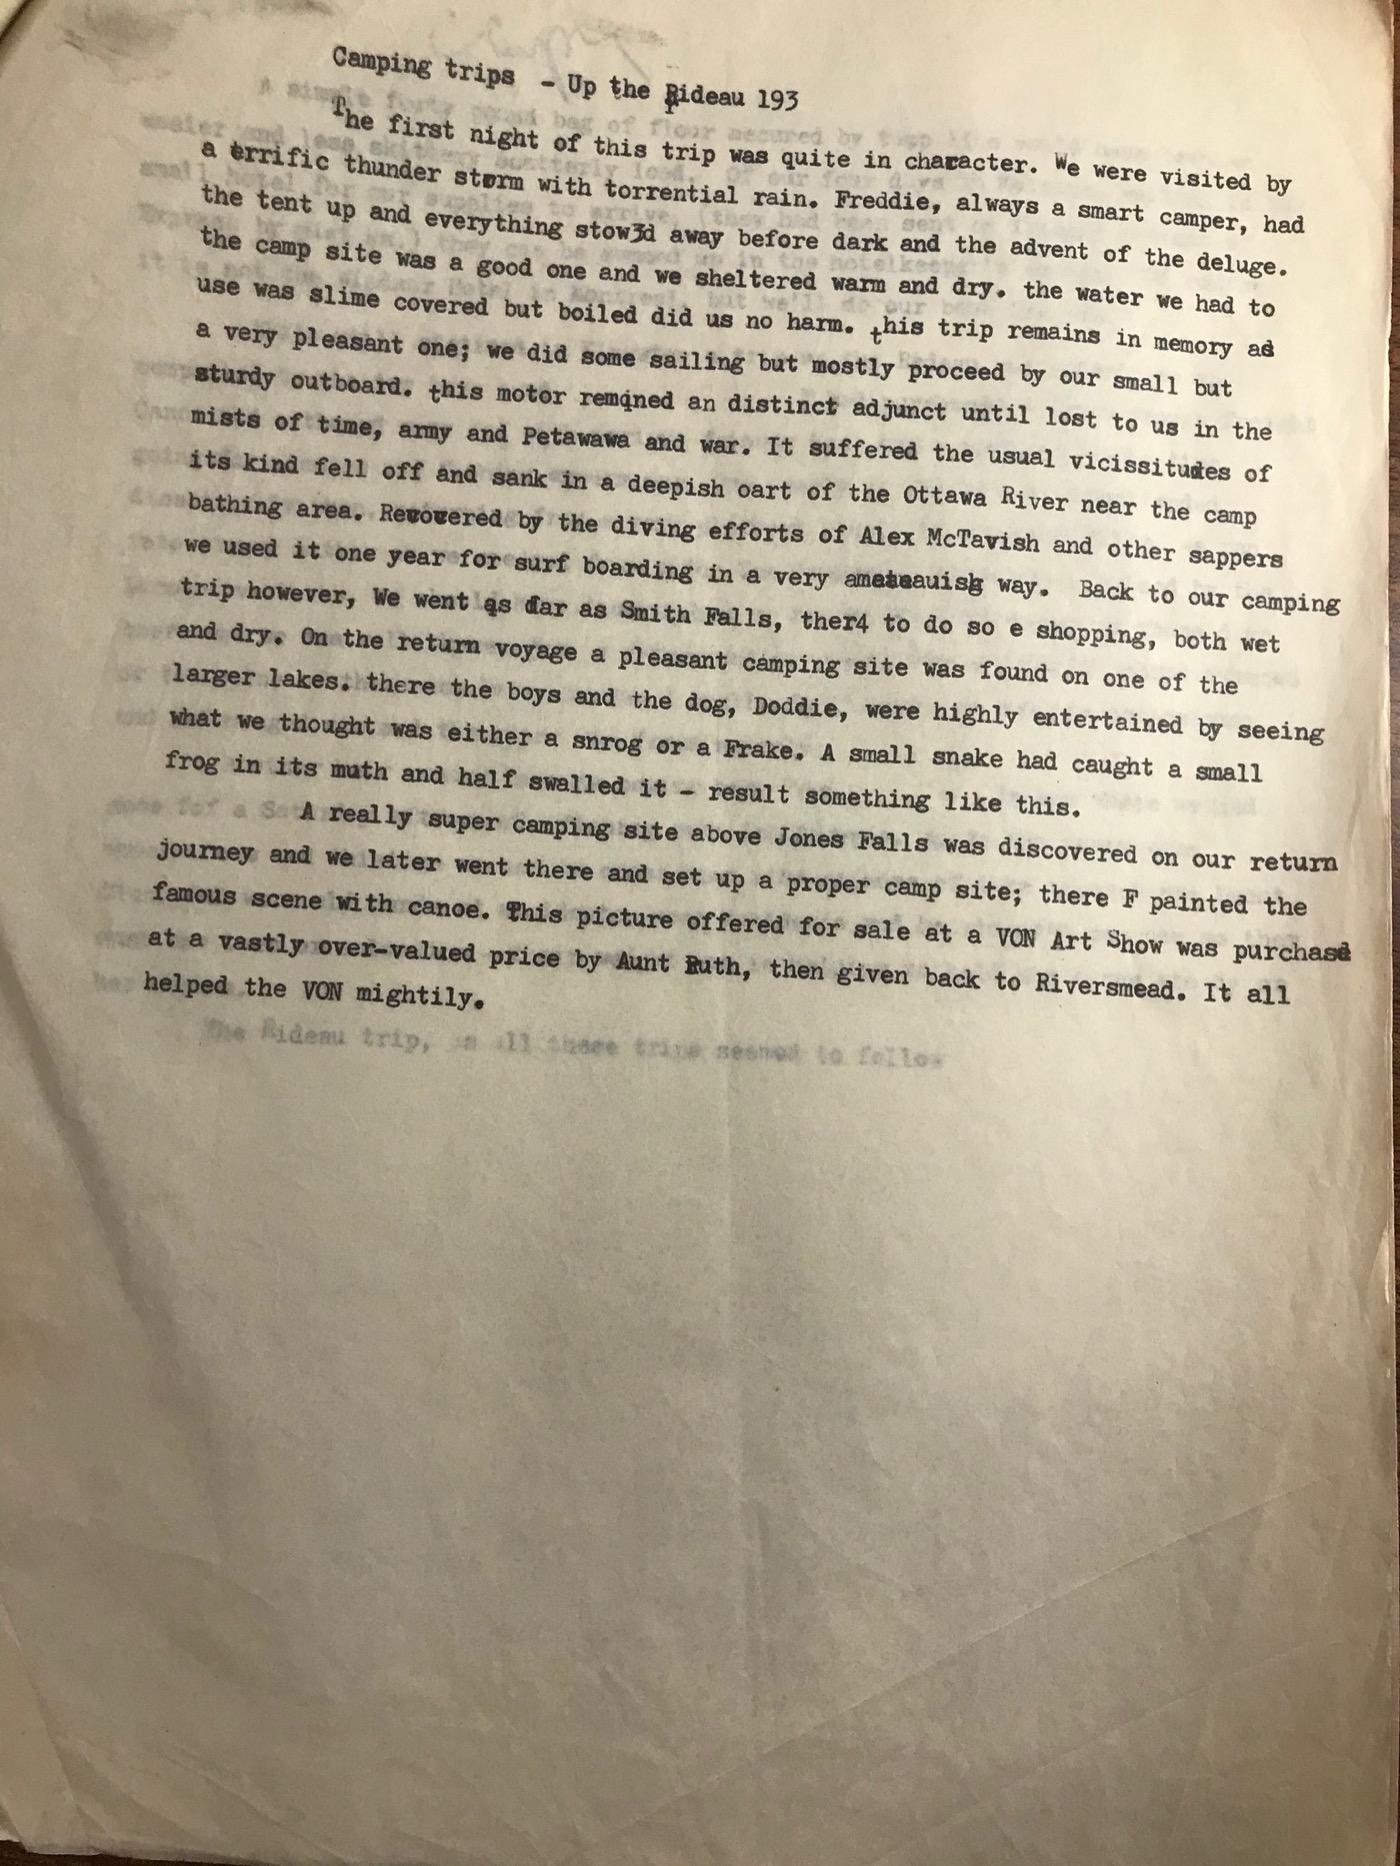 Camping trips - Up the Rideau 193
The first night of this trip was quite in character. We were visited by
a trrific thunder storm with torrential rain. Freddie, always a smart camper, had
the tent up and everything stow3d away before dark and the advent of the deluge.
the camp site was a good one and we sheltered warm and dry. the water we had to
use was slime covered but boiled did us no harm. this trip remains in memory as
a very pleasant one; we did some sailing but mostly proceed by our small but
sturdy outboard. this motor remained an distinct adjunct until lost to us in the
mists of time, army and Petawawa and war. It suffered the usual vicissitudes of
its kind fell off and sank in a deepish oart of the Ottawa River near the camp
bathing area. Recovered by the diving efforts of Alex McTavish and other sappers
we used it one year for surf boarding in a very way. Back to our camping
trip however, We went as far as Smith Falls, ther4 to do so e shopping, both wet
and dry. On the return voyage a pleasant camping site was found on one of the
larger lakes. there the boys and the dog, Doddie, were highly entertained by seeing
what we thought was either a snrog or a Frake. A small snake had caught a small
frog in its muth and half swalled it - result something like this.
A really super camping site above Jones Falls was discovered on our return
journey and we later went there and set up a proper camp site; there F painted the
famous scene with canoe. This picture offered for sale at a VON Art Show was purchased
at a vastly over-valued price by Aunt Ruth, then given back to Riversmead. It all
helped the VON mightily.
The Rideau trip, all these trips seemed to follow